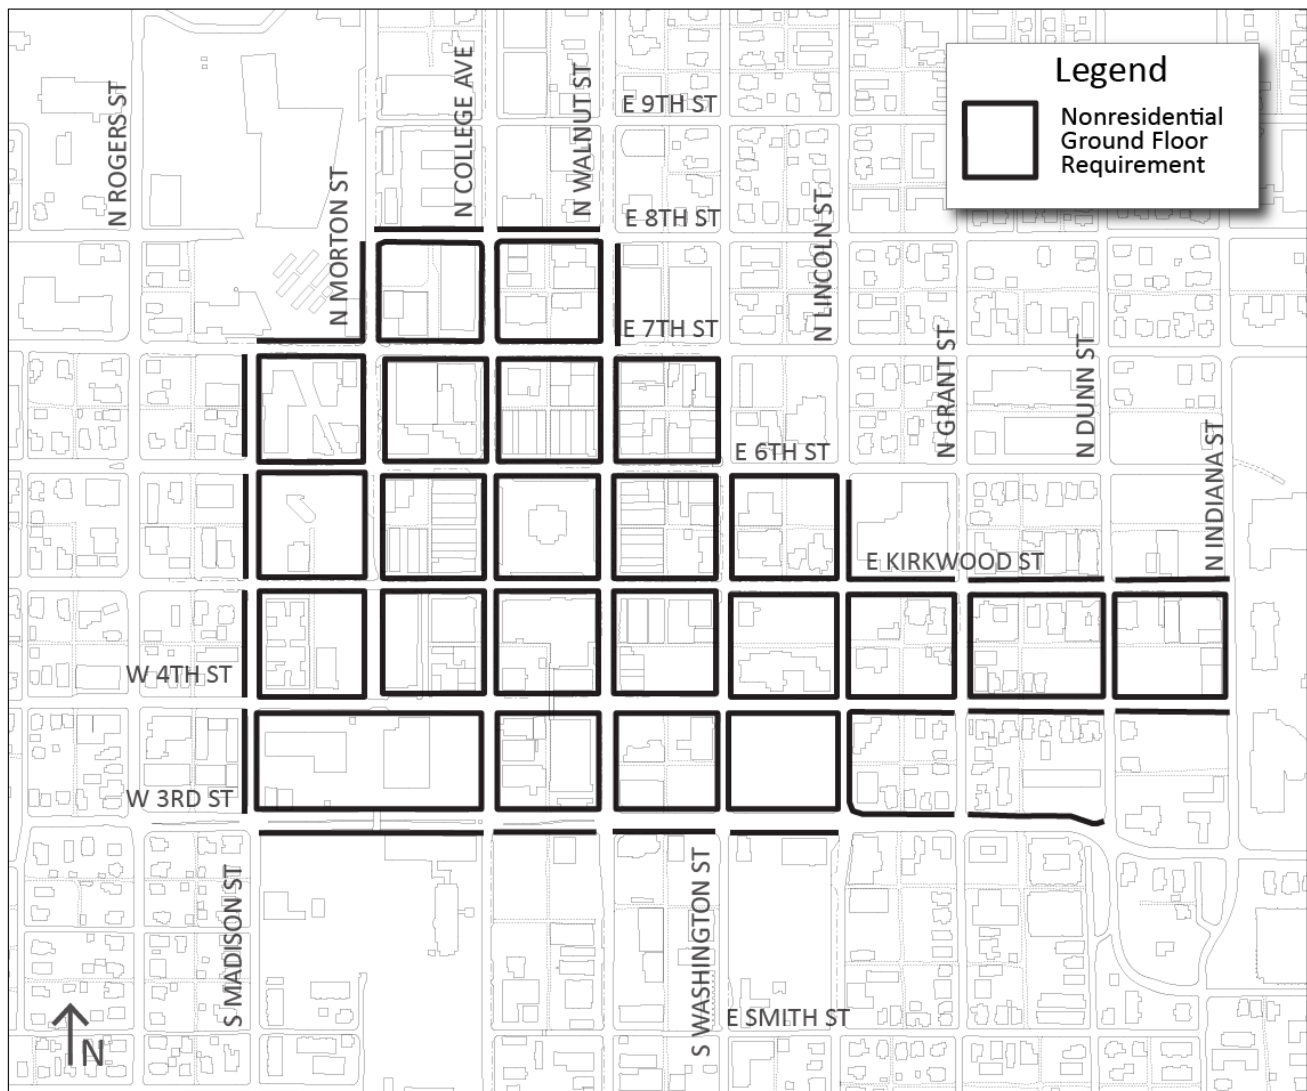 Legend
Nonresidential
Ground Floor
Requirement
N ROGERS ST
N MORTON ST
N COLLEGE AVE
N WALNUT ST
E 9TH ST
E 8TH ST
N LINCOLN ST
E 7TH ST
N GRANT ST
N DUNN ST
N INDIANA ST
E 6TH ST
E KIRKWOOD ST
W 4TH ST
W 3RD ST
S MADISON ST
S WASHINGTON ST
E SMITH ST
N